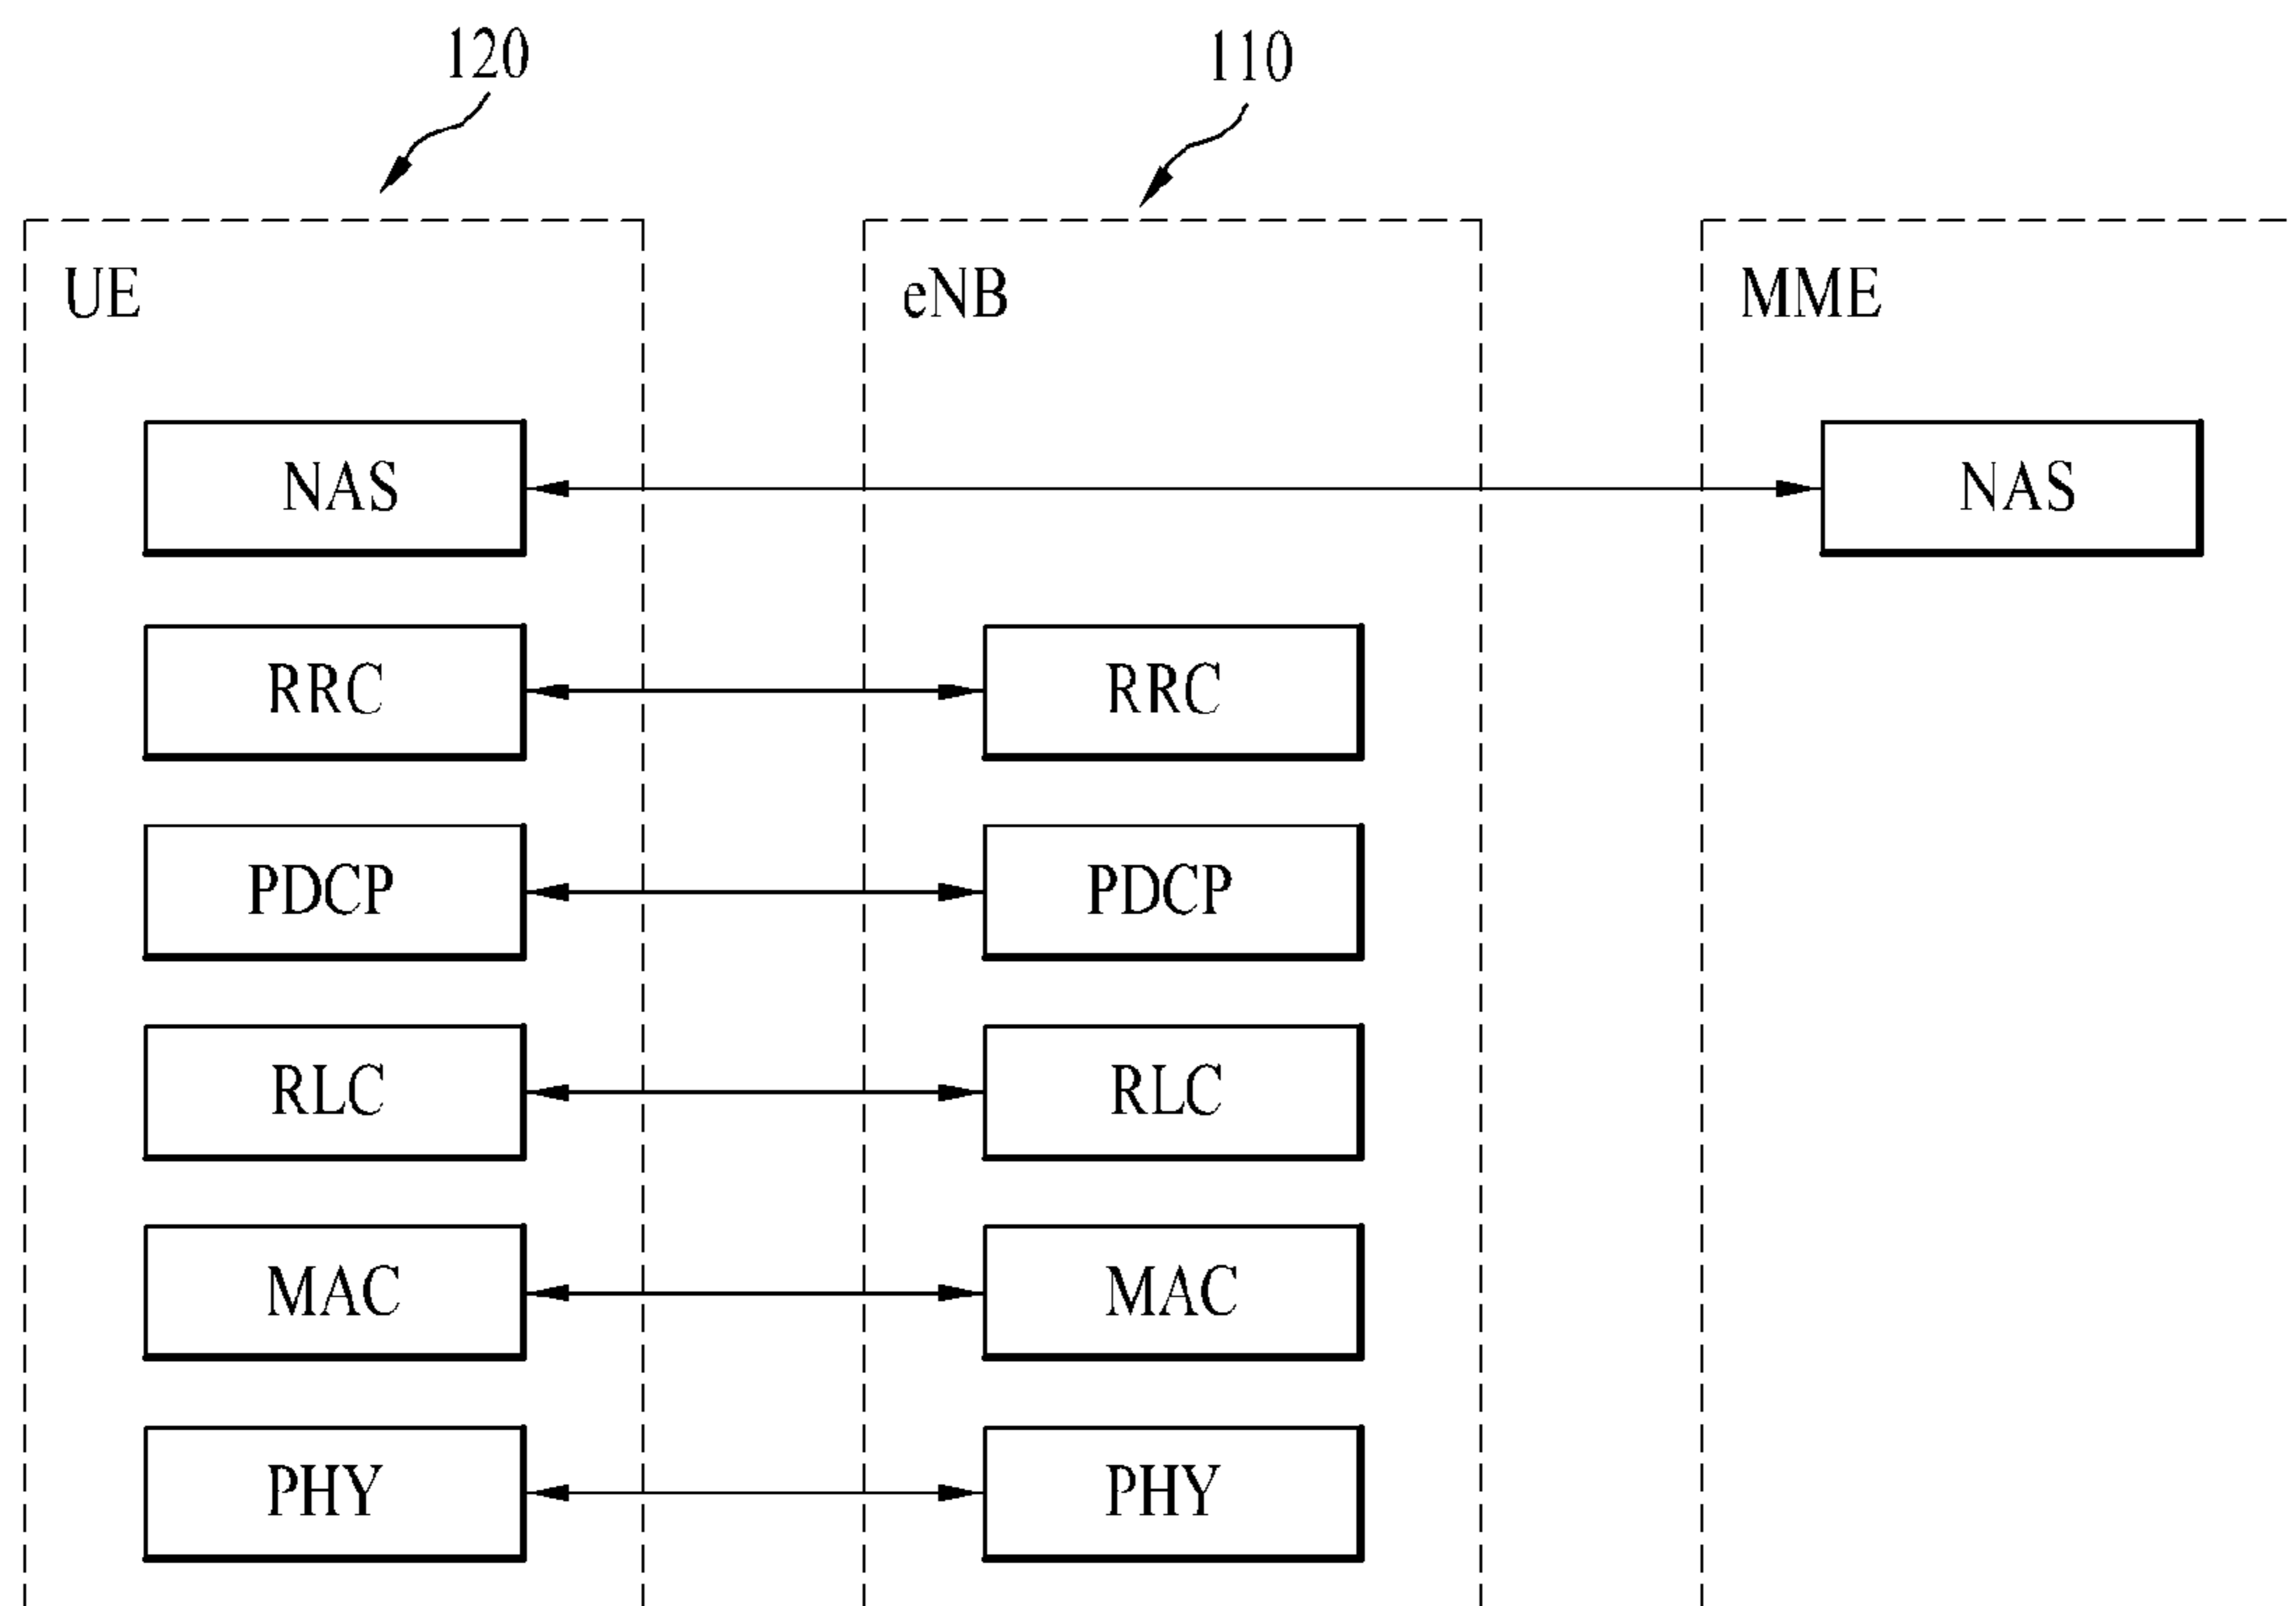 120 110
UE eNB MME
NAS NAS
RRC RRC
PDCP PDCP
RLC RLC
MAC MAC
PHY PHY